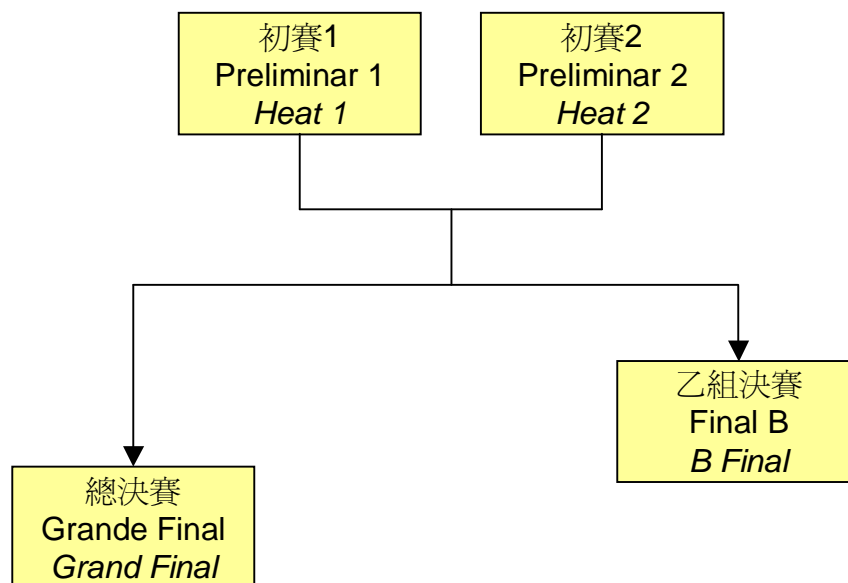 初賽1
Preliminar 1
Heat 1
初賽2
Preliminar 2
Heat 2
乙組決賽
Final B
B Final
總決賽
Grande Final
Grand Final